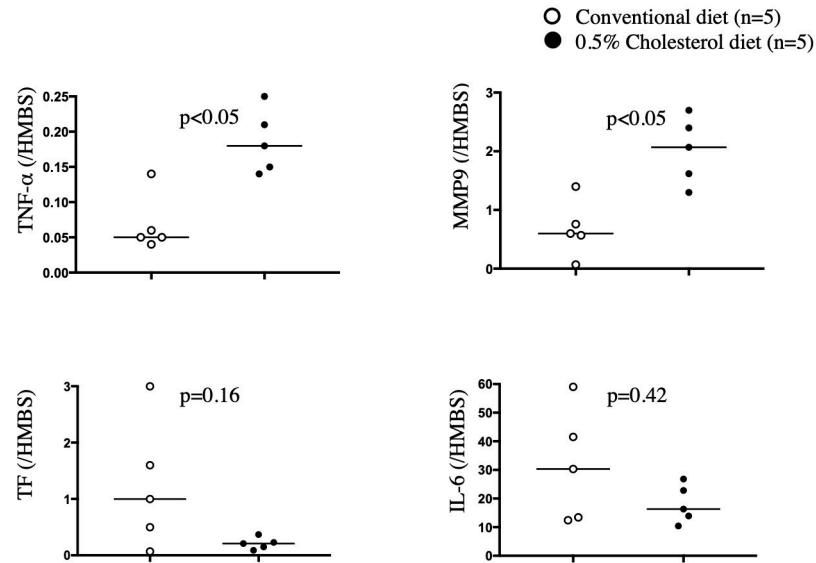 Conventional diet (n=5)
0.5% Cholesterol diet (n=5)
TNF-α (/HMBS)
0.25
0.20
0.15
0.10
0.05
0.00
p<0.05
MMP9 (/HMBS)
3
2
1
0
p<0.05
TF (/HMBS)
3
2
1
0
p=0.16
IL-6 (/HMBS)
60
50
40
30
20
10
0
p=0.42